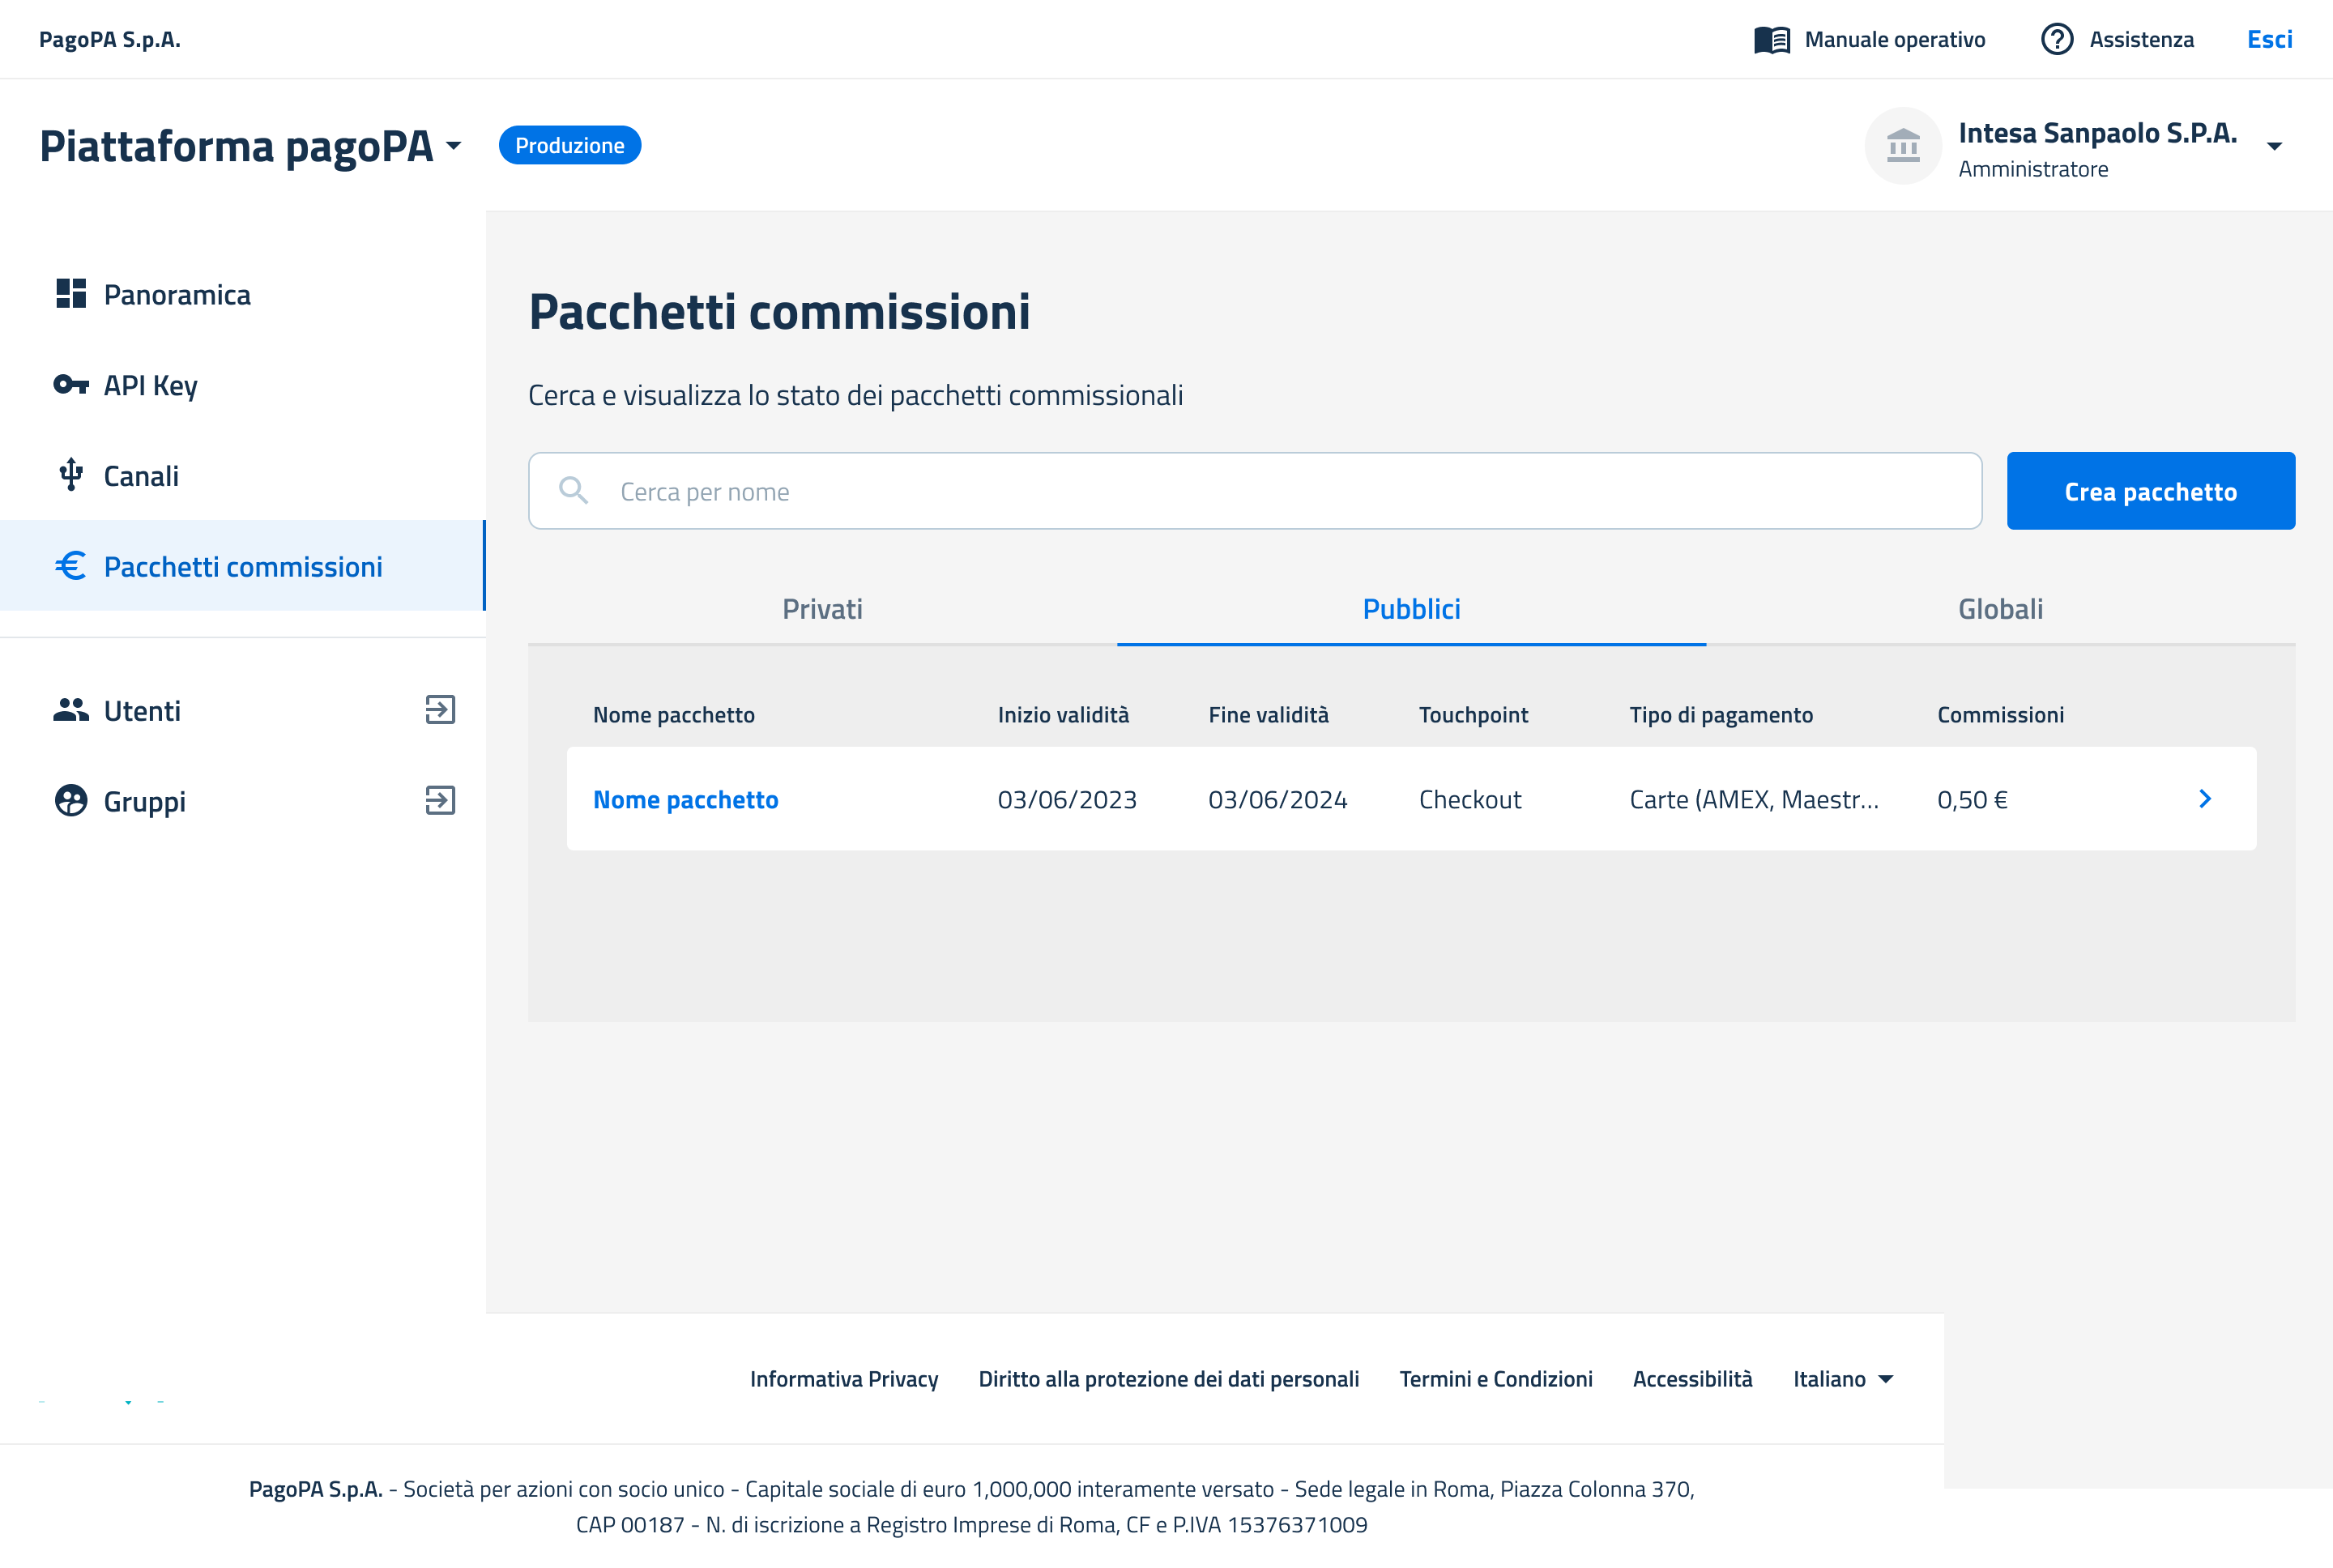 PagoPA S.p.A.
Manuale operativo
Assistenza
Esci
Piattaforma pagoPA
Produzione
Intesa Sanpaolo S.P.A.
Amministratore
Panoramica
API Key
Canali
Pacchetti commissioni
Utenti
Gruppi
Pacchetti commissioni
Cerca e visualizza lo stato dei pacchetti commissionali
Cerca per nome
Crea pacchetto
Privati
Pubblici
Globali
Nome pacchetto Inizio validità Fine validità Touchpoint Tipo di pagamento Commissioni
Nome pacchetto 03/06/2023 03/06/2024 Checkout Carte (AMEX, Maestr... 0,50 €
Informativa Privacy Diritto alla protezione dei dati personali Termini e Condizioni Accessibilità Italiano
PagoPA S.p.A. - Società per azioni con socio unico - Capitale sociale di euro 1,000,000 interamente versato - Sede legale in Roma, Piazza Colonna 370,
CAP 00187 - N. di iscrizione a Registro Imprese di Roma, CF e P.IVA 15376371009